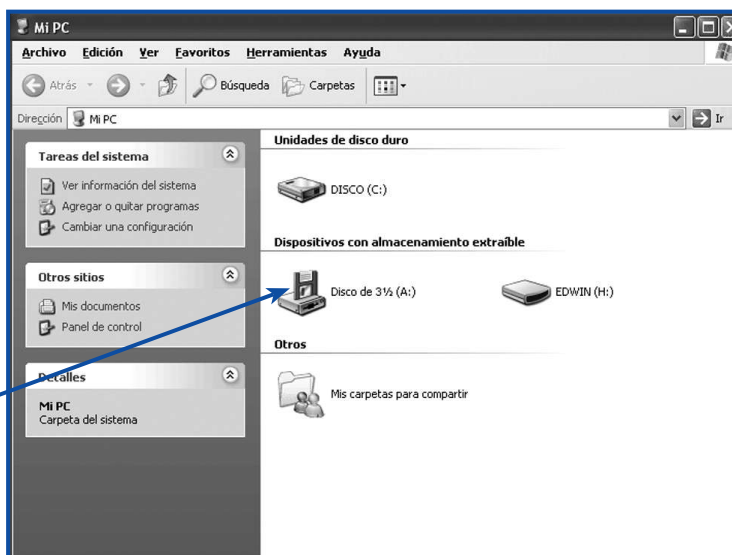 Mi PC
Archivo Edición Ver Favoritos Herramientas Ayuda
Atrás Búsqueda Carpetas
Dirección Mi PC Ir
Tareas del sistema
Ver información del sistema
Agregar o quitar programas
Cambiar una configuración
Otros sitios
Mis documentos
Panel de control
Detalles
Mi PC
Carpeta del sistema
Unidades de disco duro
DISCO (C:)
Dispositivos con almacenamiento extraíble
Disco de 3½ (A:) EDWIN (H:)
Otros
Mis carpetas para compartir